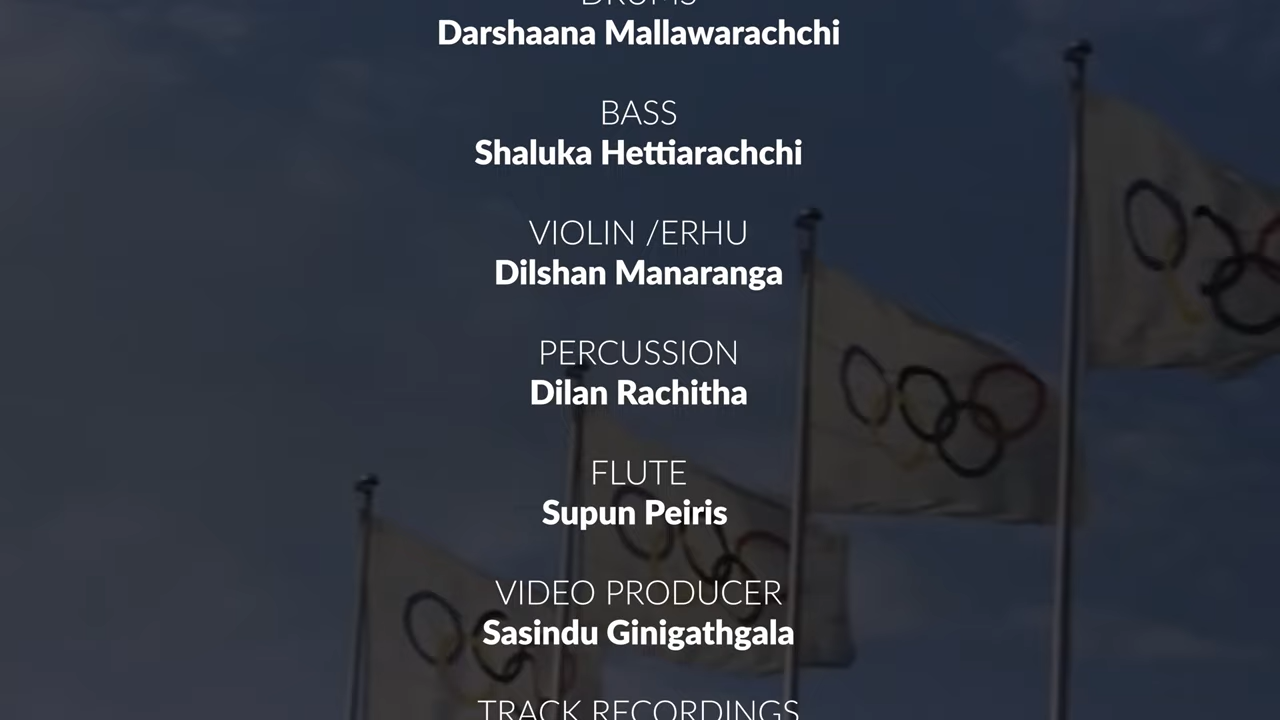 DRUMS
Darshaana Mallawarachchi
BASS
Shaluka Hettiarachchi
VIOLIN /ERHU
Dilshan Manaranga
PERCUSSION
Dilan Rachitha
FLUTE
Supun Peiris
VIDEO PRODUCER
Sasindu Ginigathgala
TRACK RECORDINGS